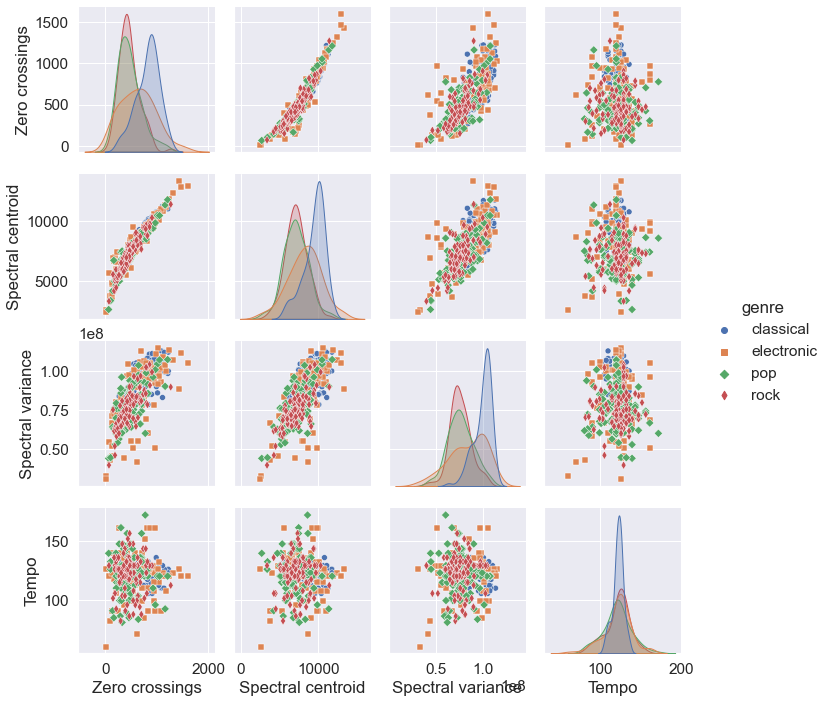 1500
1000
500
0
Zero crossings
10000
5000
Spectral centroid
1e8
1.00
0.75
0.50
Spectral variance
150
100
Tempo
0 2000
0 10000
0.5 1.0
100 200
1e8
Zero crossings
Spectral centroid
Spectral variance
Tempo
genre
classical
electronic
pop
rock